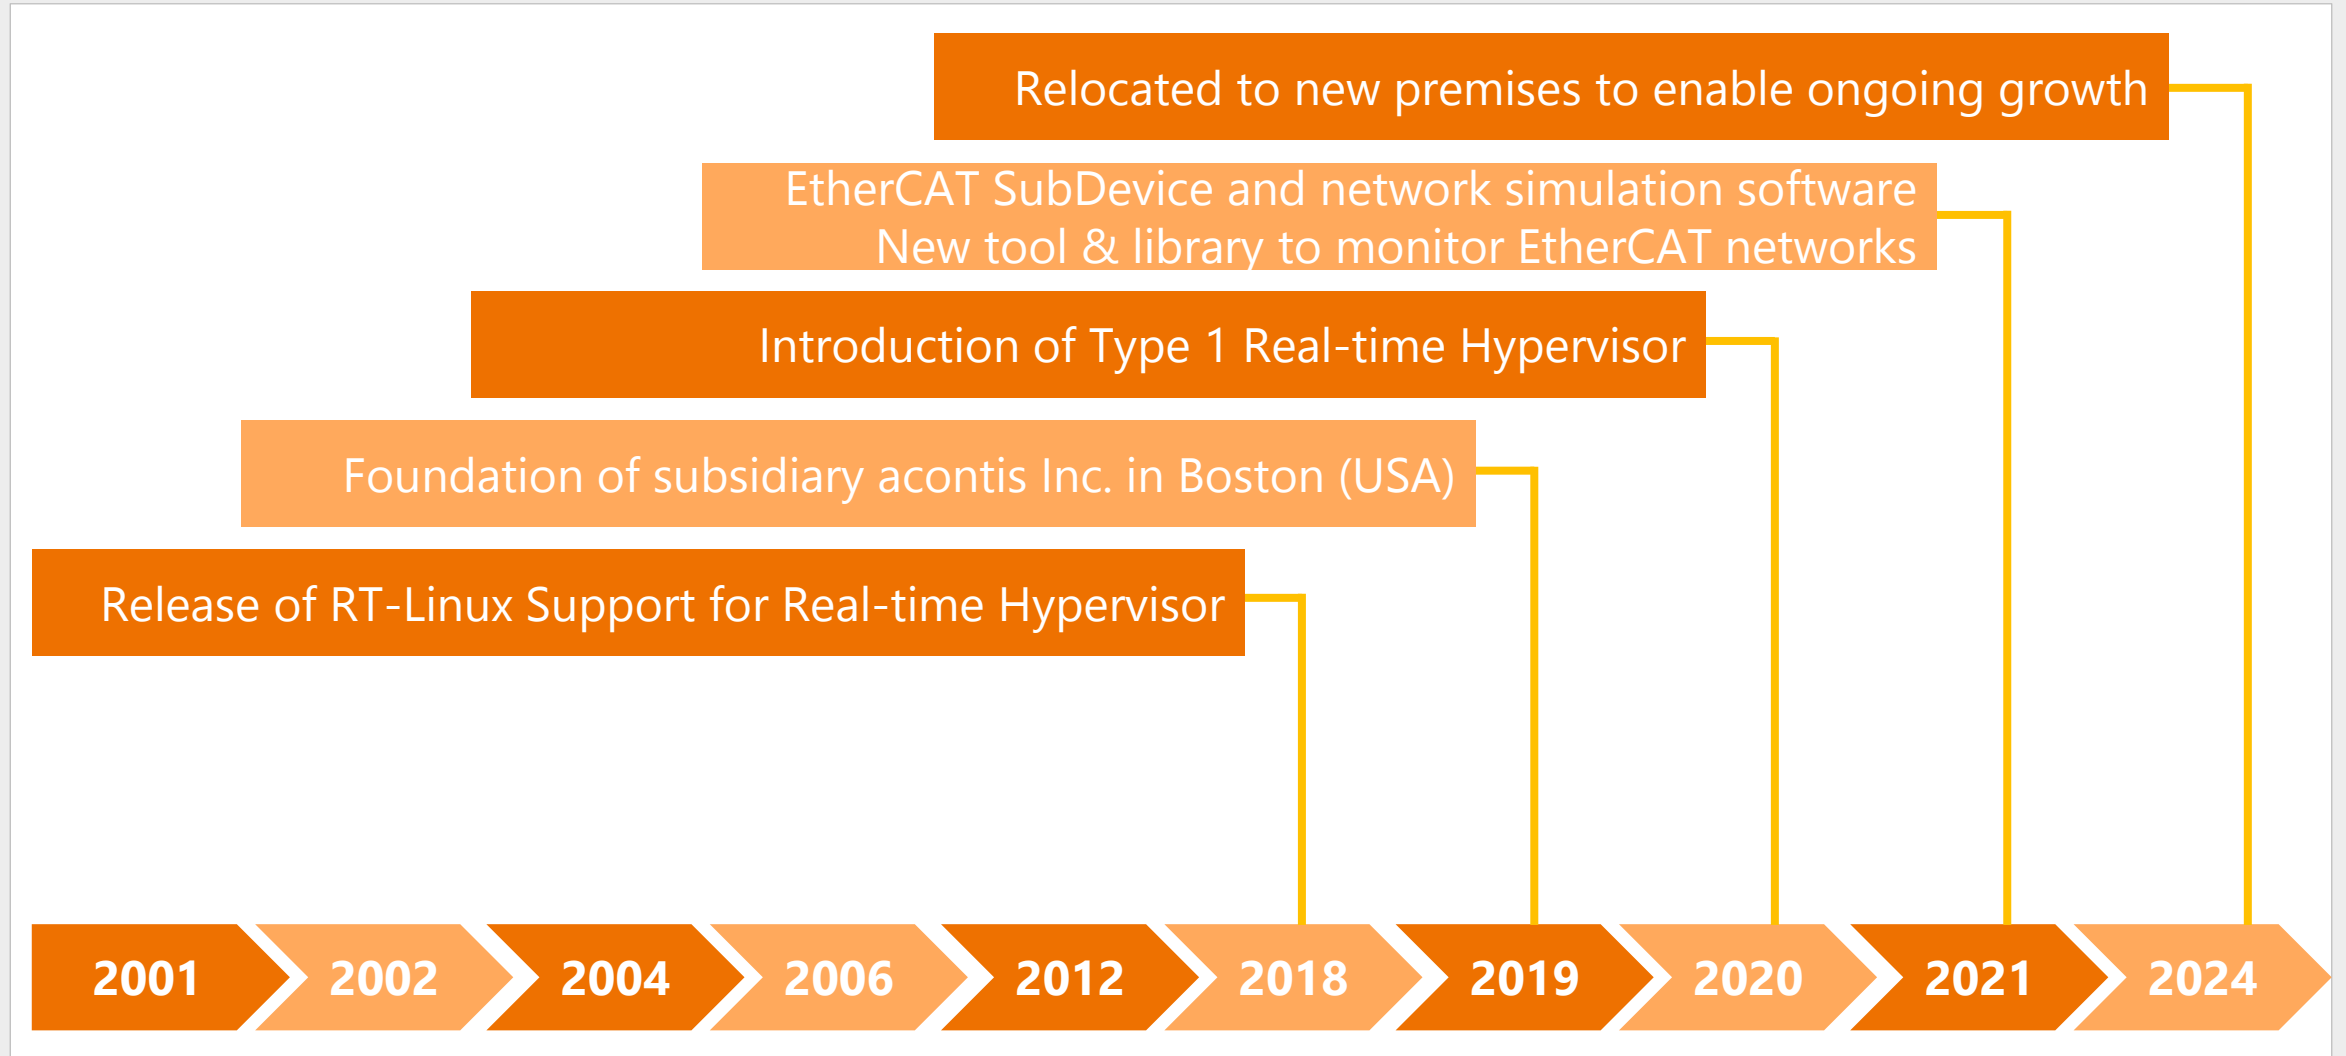 Relocated to new premises to enable ongoing growth
EtherCAT SubDevice and network simulation software
New tool & library to monitor EtherCAT networks
Introduction of Type 1 Real-time Hypervisor
Foundation of subsidiary acontis Inc. in Boston (USA)
Release of RT-Linux Support for Real-time Hypervisor
2001 2002 2004 2006 2012 2018 2019 2020 2021 2024